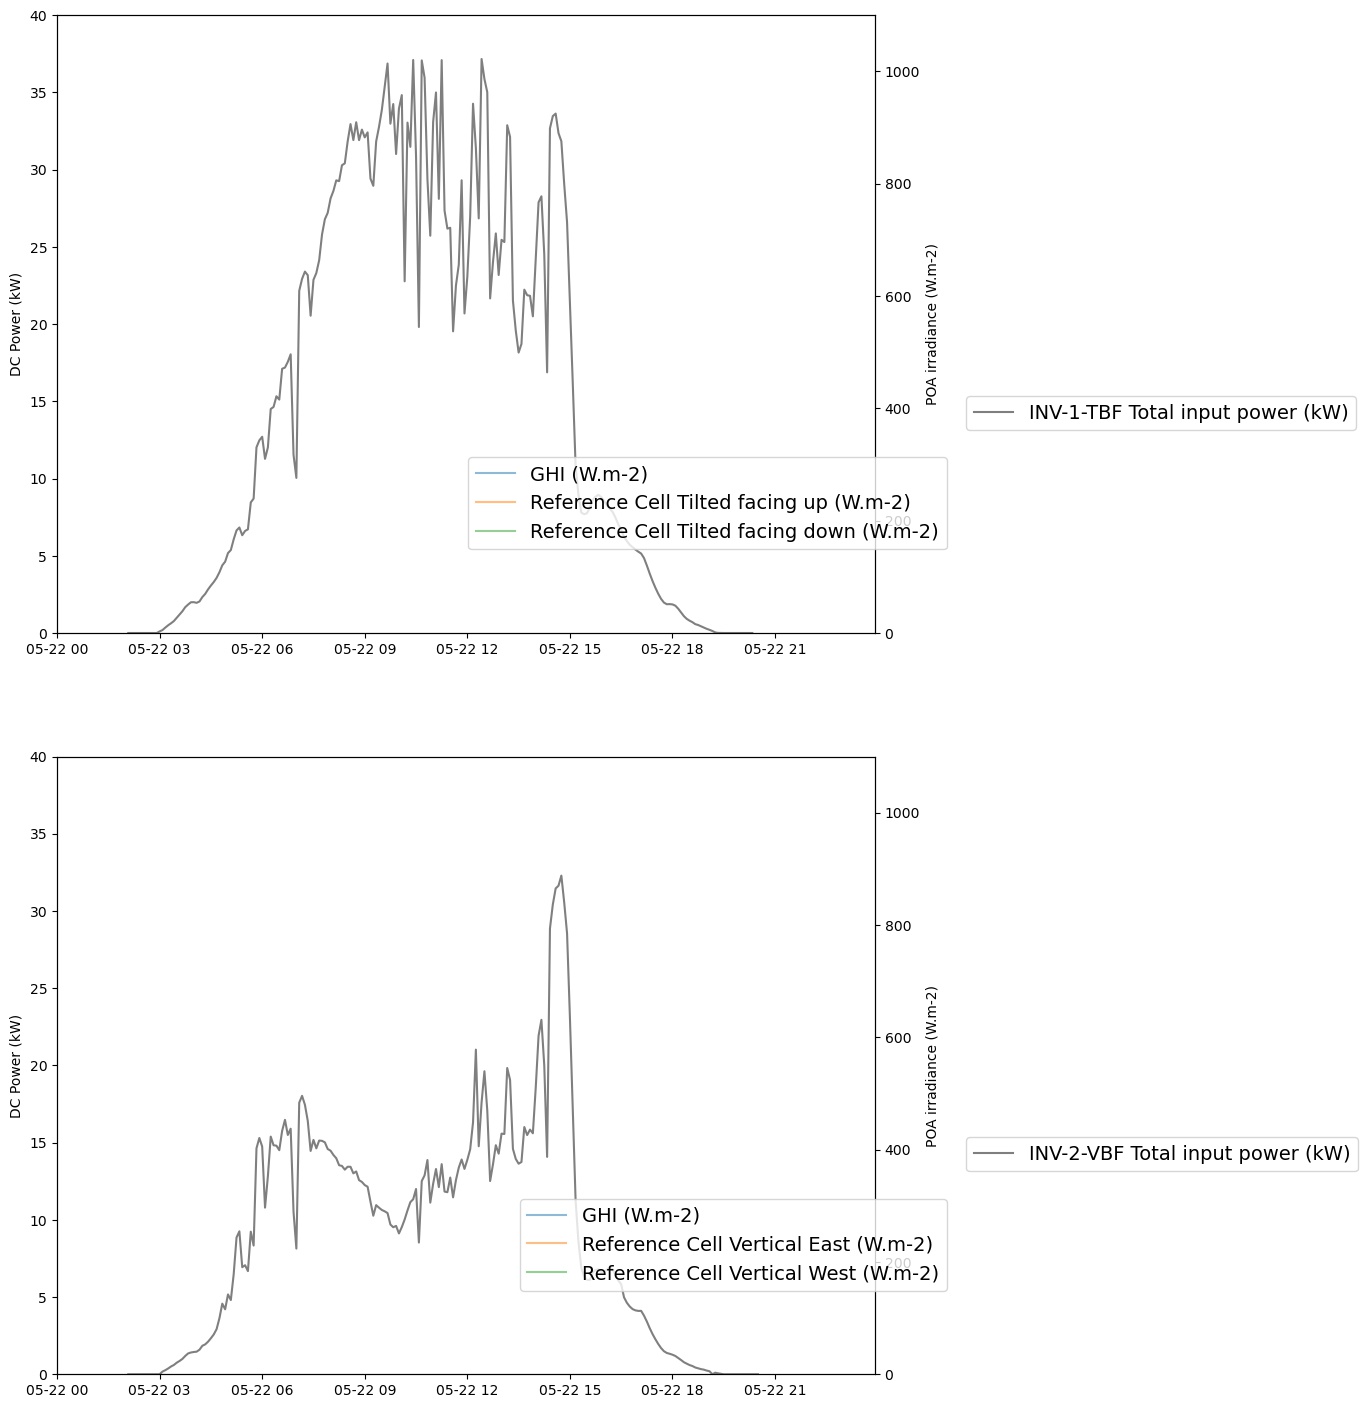 40
35
30
25
20
15
10
5
0
DC Power (kW)
1000
800
600
400
200
0
POA irradiance (W.m-2)
INV-1-TBF Total input power (kW)
GHI (W.m-2)
Reference Cell Tilted facing up (W.m-2)
Reference Cell Tilted facing down (W.m-2)
05-22 00 05-22 03 05-22 06 05-22 09 05-22 12 05-22 15 05-22 18 05-22 21
40
35
30
25
20
15
10
5
0
DC Power (kW)
1000
800
600
400
200
0
POA irradiance (W.m-2)
INV-2-VBF Total input power (kW)
GHI (W.m-2)
Reference Cell Vertical East (W.m-2)
Reference Cell Vertical West (W.m-2)
05-22 00 05-22 03 05-22 06 05-22 09 05-22 12 05-22 15 05-22 18 05-22 21